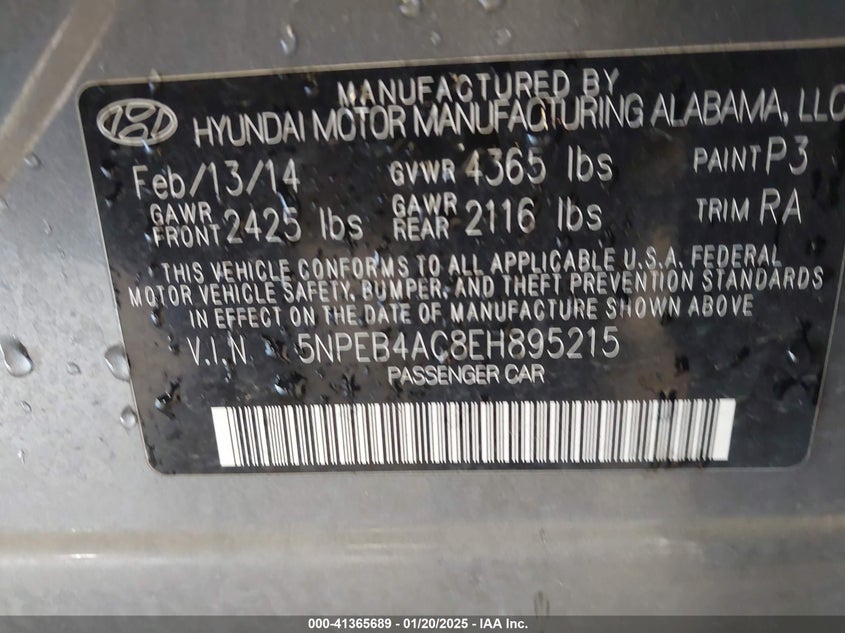 MANUFACTURED BY
HYUNDAI MOTOR MANUFACTURING ALABAMA, LLC
Feb/13/14 GVWR 4365 lbs PAINT P3
GAWR FRONT 2425 lbs GAWR REAR 2116 lbs TRIM RA
THIS VEHICLE CONFORMS TO ALL APPLICABLE U.S.A. FEDERAL
MOTOR VEHICLE SAFETY, BUMPER, AND THEFT PREVENTION STANDARDS
IN EFFECT ON THE DATE OF MANUFACTURE SHOWN ABOVE
V.I.N. : 5NPEB4AC8EH895215
PASSENGER CAR
000-41365689 - 01/20/2025 - IAA Inc.